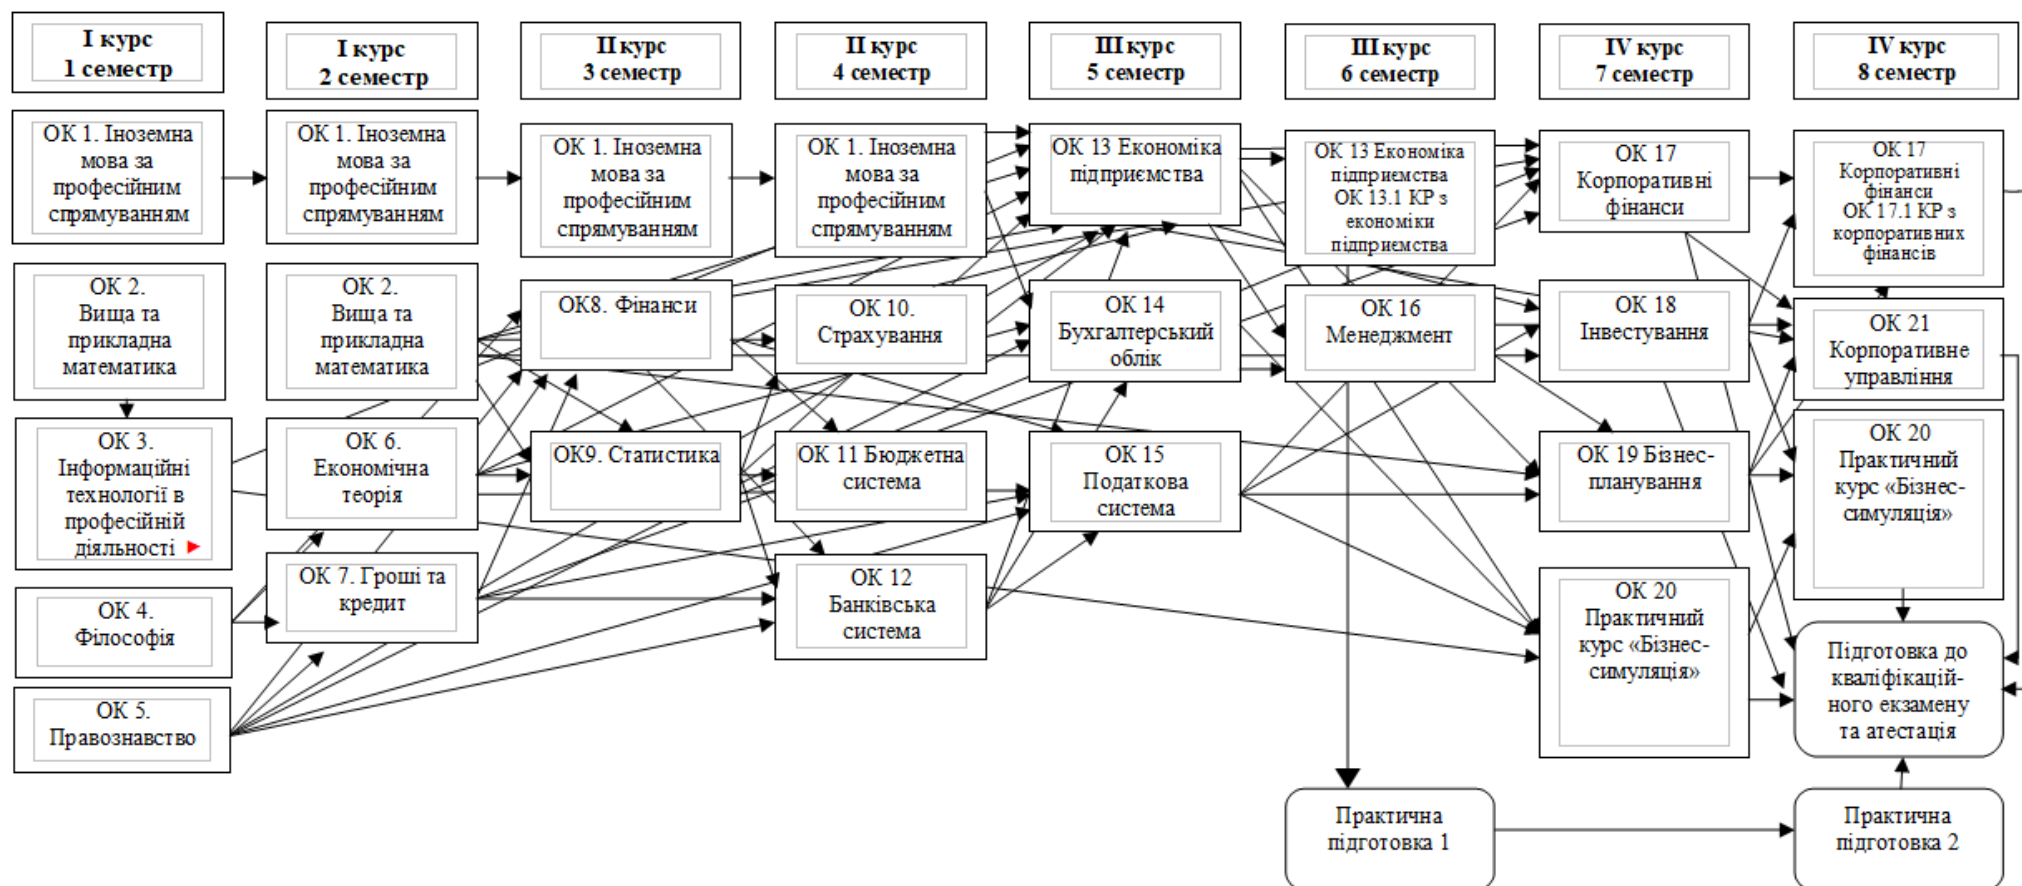 І курс
1 семестр
І курс
2 семестр
ІІ курс
3 семестр
ІІ курс
4 семестр
ІІІ курс
5 семестр
ІІІ курс
6 семестр
IV курс
7 семестр
IV курс
8 семестр
ОК 1. Іноземна
мова за
професійним
спрямуванням
ОК 1. Іноземна
мова за
професійним
спрямуванням
ОК 1. Іноземна
мова за
професійним
спрямуванням
ОК 1. Іноземна
мова за
професійним
спрямуванням
ОК 13 Економіка
підприємства
ОК 13 Економіка
підприємства
ОК 13.1 КР з
економіки
підприємства
ОК 17
Корпоративні
фінанси
ОК 17
Корпоративні
фінанси
ОК 17.1 КР з
корпоративних
фінансів
ОК 2.
Вища та
прикладна
математика
ОК 2.
Вища та
прикладна
математика
ОК8. Фінанси
ОК 10.
Страхування
ОК 14
Бухгалтерський
облік
ОК 16
Менеджмент
ОК 18
Інвестування
ОК 21
Корпоративне
управління
ОК 3.
Інформаційні
технології в
професійній
діяльності
ОК 6.
Економічна
теорія
ОК9. Статистика
ОК 11 Бюджетна
система
ОК 15
Податкова
система
ОК 19 Бізнес-
планування
ОК 20
Практичний
курс «Бізнес-
симуляція»
ОК 4.
Філософія
ОК 7. Гроші та
кредит
ОК 12
Банківська
система
ОК 20
Практичний
курс «Бізнес-
симуляція»
Підготовка до
кваліфікацій-
ного екзамену
та атестація
ОК 5.
Правознавство
Практична
підготовка 1
Практична
підготовка 2